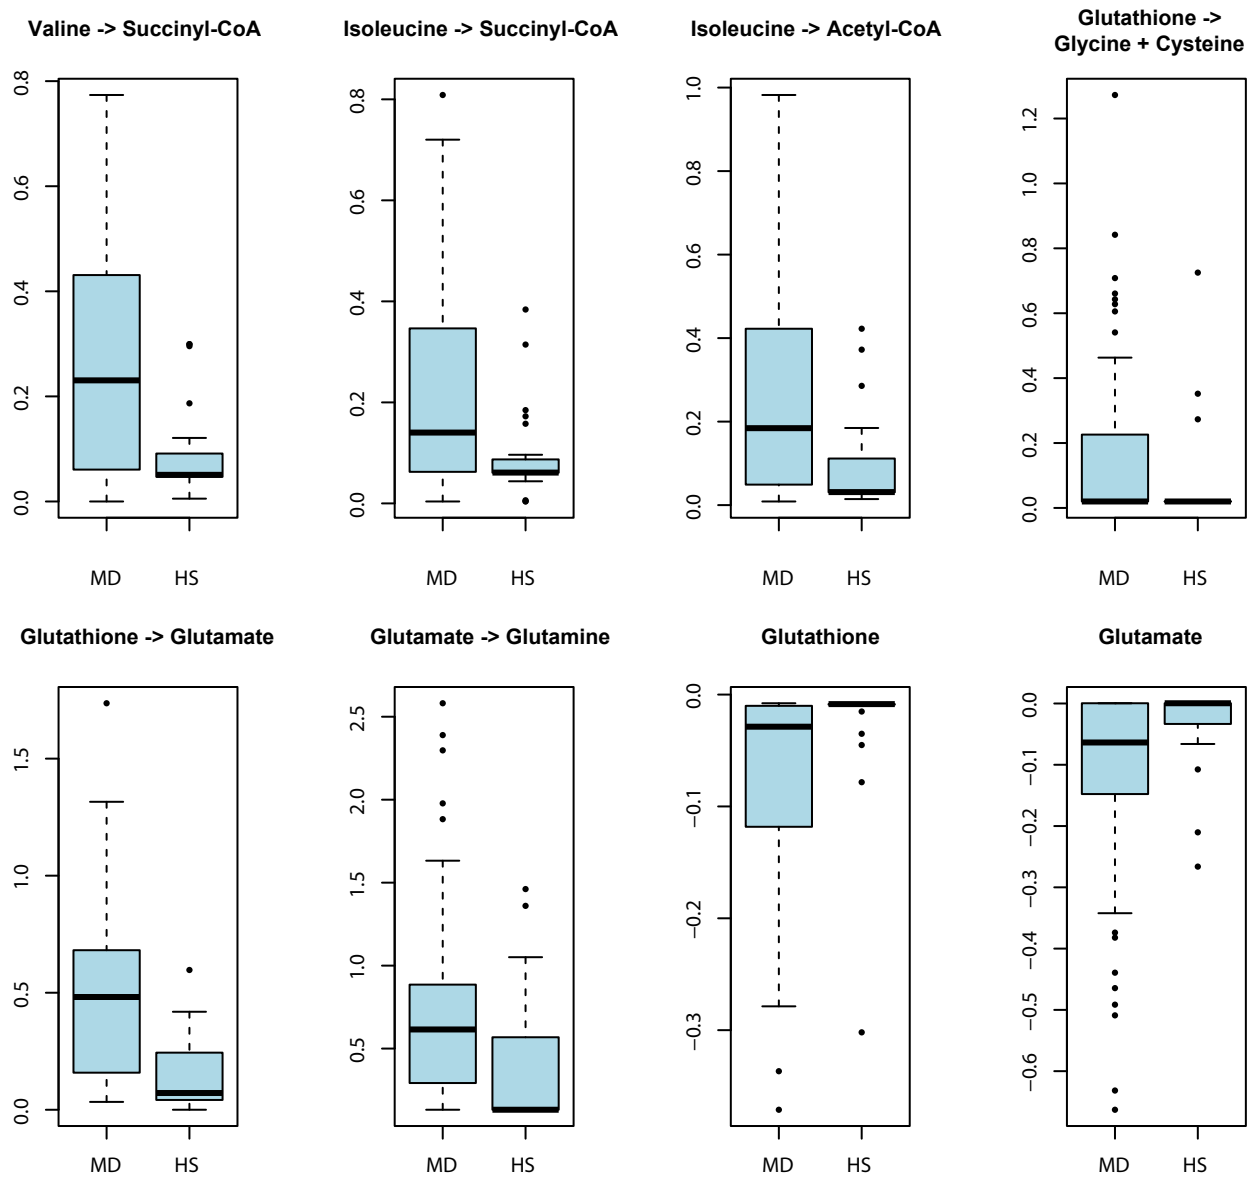 Valine -> Succinyl-CoA
0.0
0.2
0.4
0.6
0.8
MD
HS
Isoleucine -> Succinyl-CoA
0.0
0.2
0.4
0.6
0.8
MD
HS
Isoleucine -> Acetyl-CoA
0.0
0.2
0.4
0.6
0.8
1.0
MD
HS
Glutathione ->
Glycine + Cysteine
0.0
0.2
0.4
0.6
0.8
1.0
1.2
MD
HS
Glutathione -> Glutamate
0.0
0.5
1.0
1.5
MD
HS
Glutamate -> Glutamine
0.5
1.0
1.5
2.0
2.5
MD
HS
Glutathione
−0.3
−0.2
−0.1
0.0
MD
HS
Glutamate
−0.6
−0.5
−0.4
−0.3
−0.2
−0.1
0.0
MD
HS